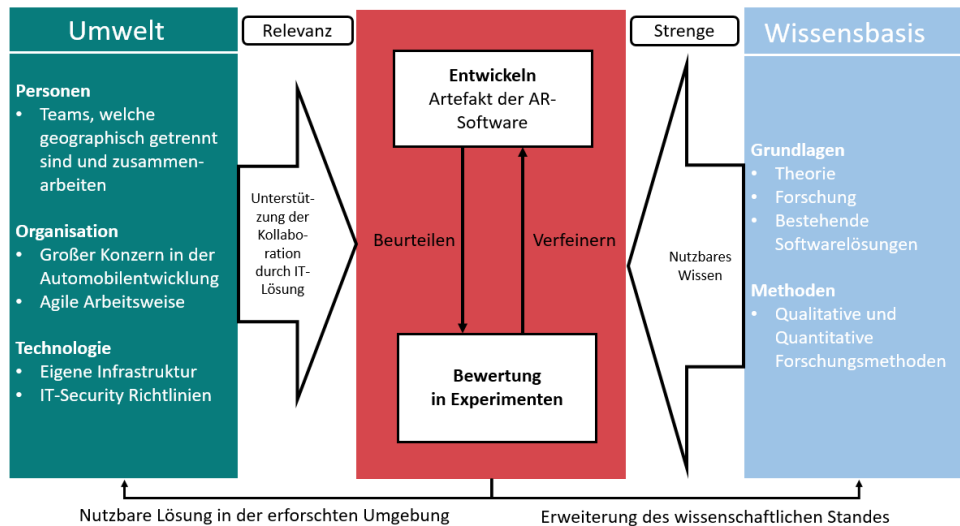 Umwelt
Personen
• Teams, welche
geographisch getrennt
sind und zusammen-
arbeiten
Organisation
• Großer Konzern in der
Automobilentwicklung
• Agile Arbeitsweise
Technologie
• Eigene Infrastruktur
• IT-Security Richtlinien
Relevanz
Unterstüt-
zung der
Kollabo-
ration
durch IT-
Lösung
Entwickeln
Artefakt der AR-
Software
Beurteilen
Verfeinern
Bewertung
in Experimenten
Strenge
Nutzbares
Wissen
Wissensbasis
Grundlagen
• Theorie
• Forschung
• Bestehende
Softwarelösungen
Methoden
• Qualitative und
Quantitative
Forschungsmethoden
Nutzbare Lösung in der erforschten Umgebung
Erweiterung des wissenschaftlichen Standes